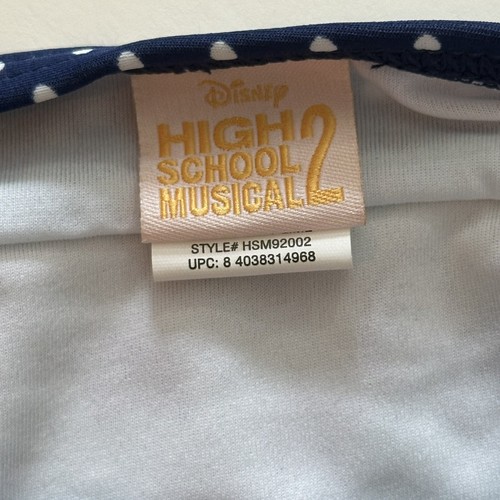 Disney
HIGH
SCHOOL
MUSICAL 2
STYLE# HSM92002
UPC: 8 4038314968